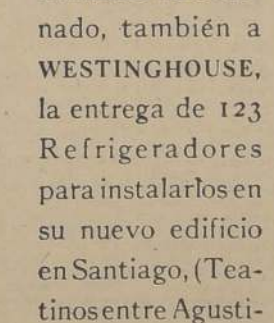 nado, también a
WESTINGHOUSE,
la entrega de 123
Refrigeradores
para instalarlos en
su nuevo edificio
en Santiago, (Tea-
tinos entre Agusti-